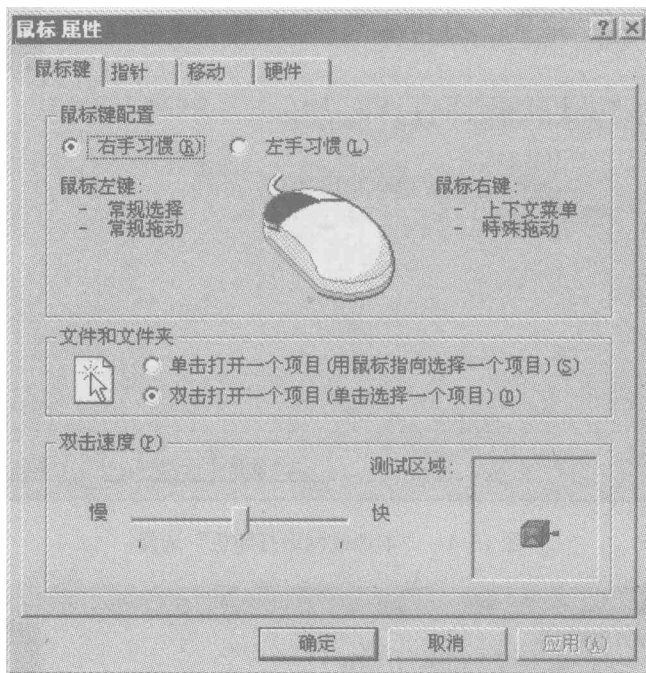 鼠标 属性
鼠标键 指针 移动 硬件
鼠标键配置
右手习惯(R) 左手习惯(L)
鼠标左键:
- 常规选择
- 常规拖动
鼠标右键:
- 上下文菜单
- 特殊拖动
文件和文件夹
单击打开一个项目(用鼠标指向选择一个项目)(S)
双击打开一个项目(单击选择一个项目)(D)
双击速度(P)
测试区域:
慢 快
确定 取消 应用(A)